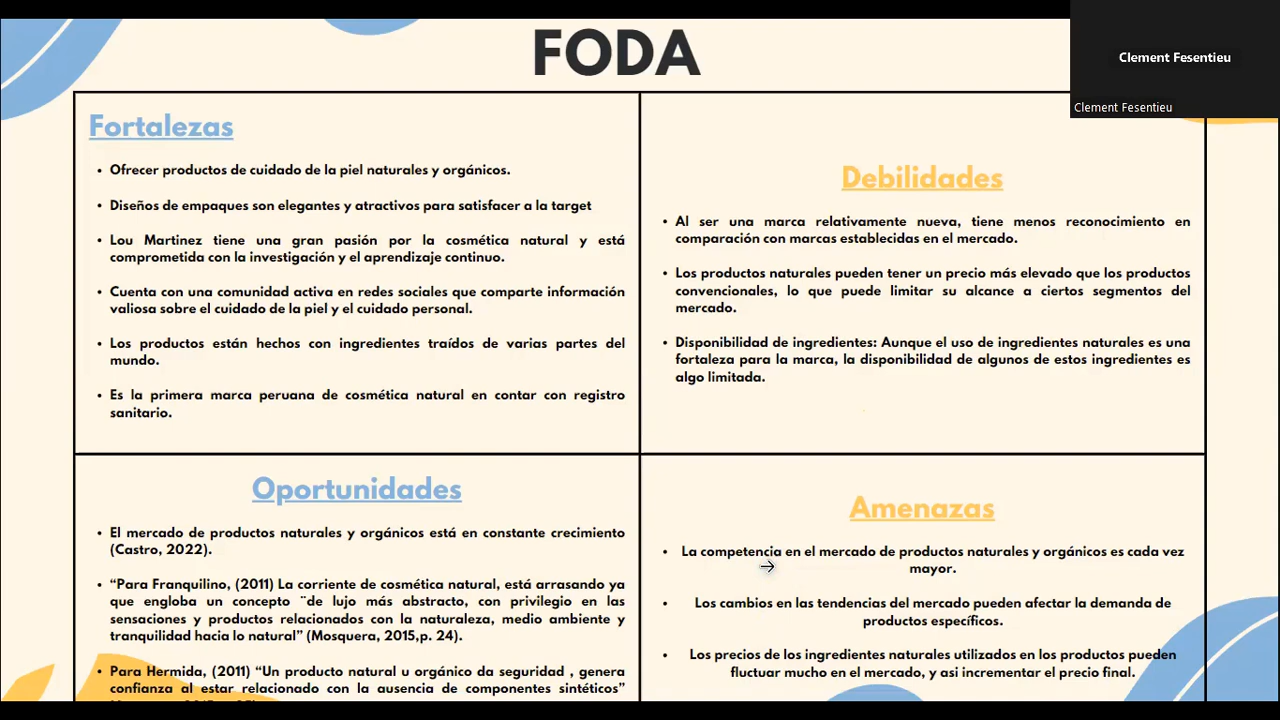 FODA
Clement Fesentieu
Clement Fesentieu
Fortalezas
• Ofrecer productos de cuidado de la piel naturales y orgánicos.
• Diseños de empaques son elegantes y atractivos para satisfacer a la target
• Lou Martinez tiene una gran pasión por la cosmética natural y está
comprometida con la investigación y el aprendizaje continuo.
• Cuenta con una comunidad activa en redes sociales que comparte información
valiosa sobre el cuidado de la piel y el cuidado personal.
• Los productos están hechos con ingredientes traídos de varias partes del
mundo.
• Es la primera marca peruana de cosmética natural en contar con registro
sanitario.
Debilidades
• Al ser una marca relativamente nueva, tiene menos reconocimiento en
comparación con marcas establecidas en el mercado.
• Los productos naturales pueden tener un precio más elevado que los productos
convencionales, lo que puede limitar su alcance a ciertos segmentos del
mercado.
• Disponibilidad de ingredientes: Aunque el uso de ingredientes naturales es una
fortaleza para la marca, la disponibilidad de algunos de estos ingredientes es
algo limitada.
Oportunidades
• El mercado de productos naturales y orgánicos está en constante crecimiento
(Castro, 2022).
• “Para Franquilino, (2011) La corriente de cosmética natural, está arrasando ya
que engloba un concepto ¨de lujo más abstracto, con privilegio en las
sensaciones y productos relacionados con la naturaleza, medio ambiente y
tranquilidad hacia lo natural” (Mosquera, 2015,p. 24).
• Para Hermida, (2011) “Un producto natural u orgánico da seguridad , genera
confianza al estar relacionado con la ausencia de componentes sintéticos”
Amenazas
• La competencia en el mercado de productos naturales y orgánicos es cada vez
mayor.
• Los cambios en las tendencias del mercado pueden afectar la demanda de
productos específicos.
• Los precios de los ingredientes naturales utilizados en los productos pueden
fluctuar mucho en el mercado, y asi incrementar el precio final.